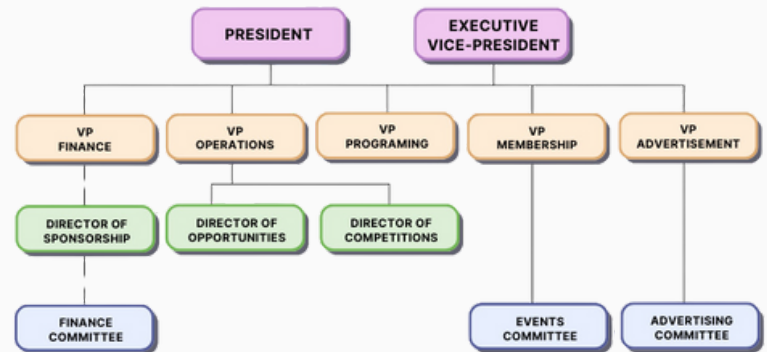 PRESIDENT
EXECUTIVE
VICE-PRESIDENT
VP
FINANCE
VP
OPERATIONS
VP
PROGRAMING
VP
MEMBERSHIP
VP
ADVERTISEMENT
DIRECTOR OF
SPONSORSHIP
DIRECTOR OF
OPPORTUNITIES
DIRECTOR OF
COMPETITIONS
FINANCE
COMMITTEE
EVENTS
COMMITTEE
ADVERTISING
COMMITTEE